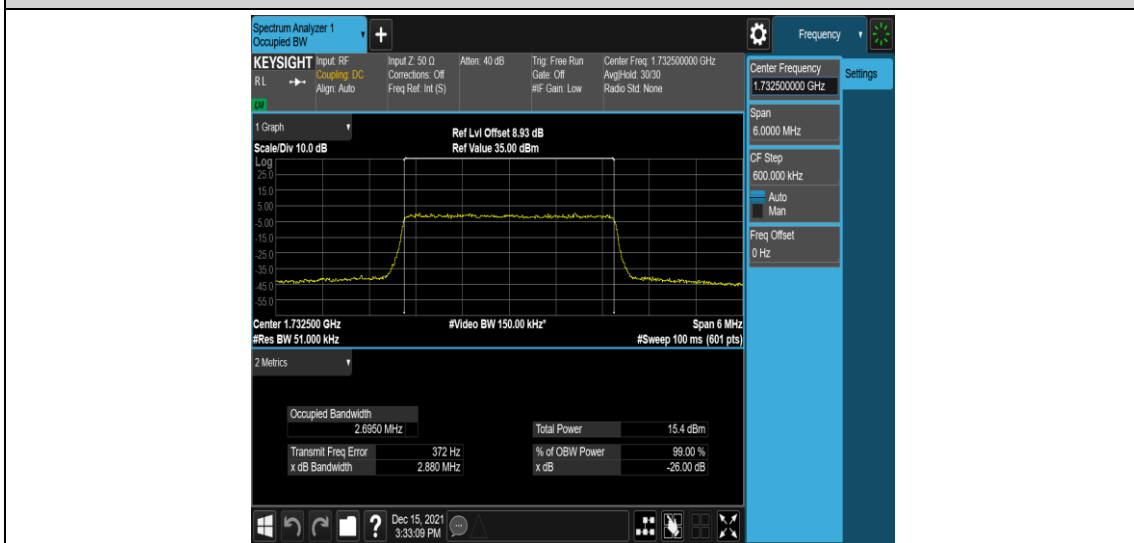 Spectrum Analyzer 1
Occupied BW
+
Frequency
KEYSIGHT
RL
Input: RF
Coupling: DC
Align: Auto
Input Z: 50 Ω
Corrections: Off
Freq Ref: Int (S)
Atten: 40 dB
Trig: Free Run
Gate: Off
#IF Gain: Low
Center Freq: 1.732500000 GHz
Avg|Hold: 30/30
Radio Std: None
LXI
Center Frequency
1.732500000 GHz
Settings
Span
6.0000 MHz
CF Step
600.000 kHz
Auto
Man
Freq Offset
0 Hz
1 Graph
Scale/Div 10.0 dB
Ref Lvl Offset 8.93 dB
Ref Value 35.00 dBm
Log
25.0
15.0
5.00
-5.00
-15.0
-25.0
-35.0
-45.0
-55.0
Center 1.732500 GHz
#Video BW 150.00 kHz*
Span 6 MHz
#Res BW 51.000 kHz
#Sweep 100 ms (601 pts)
2 Metrics
Occupied Bandwidth
2.6950 MHz
Total Power 15.4 dBm
Transmit Freq Error 372 Hz
% of OBW Power 99.00 %
x dB Bandwidth 2.880 MHz
x dB -26.00 dB
?
Dec 15, 2021
3:33:09 PM